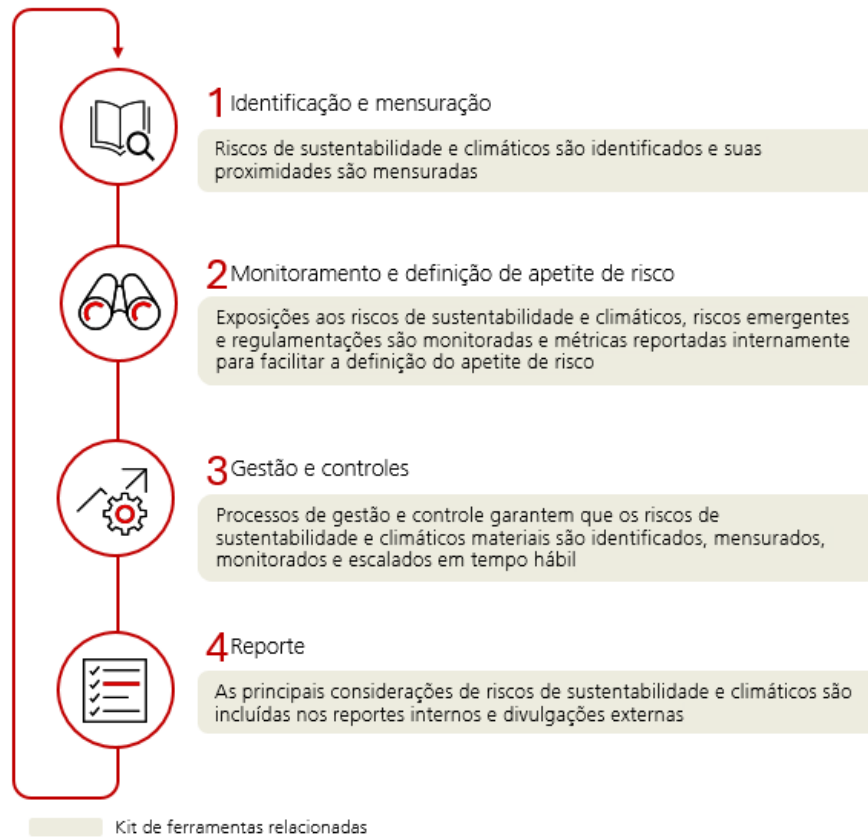 1 Identificação e mensuração
Riscos de sustentabilidade e climáticos são identificados e suas
proximidades são mensuradas
2 Monitoramento e definição de apetite de risco
Exposições aos riscos de sustentabilidade e climáticos, riscos emergentes
e regulamentações são monitoradas e métricas reportadas internamente
para facilitar a definição do apetite de risco
3 Gestão e controles
Processos de gestão e controle garantem que os riscos de
sustentabilidade e climáticos materiais são identificados, mensurados,
monitorados e escalados em tempo hábil
4 Reporte
As principais considerações de riscos de sustentabilidade e climáticos são
incluídas nos reportes internos e divulgações externas
Kit de ferramentas relacionadas